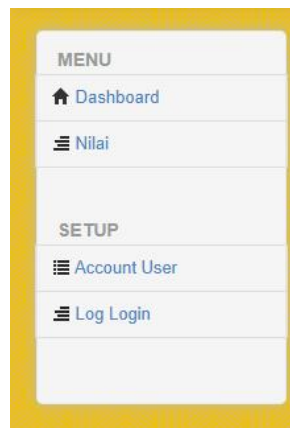 MENU
Dashboard
Nilai
SETUP
Account User
Log Login